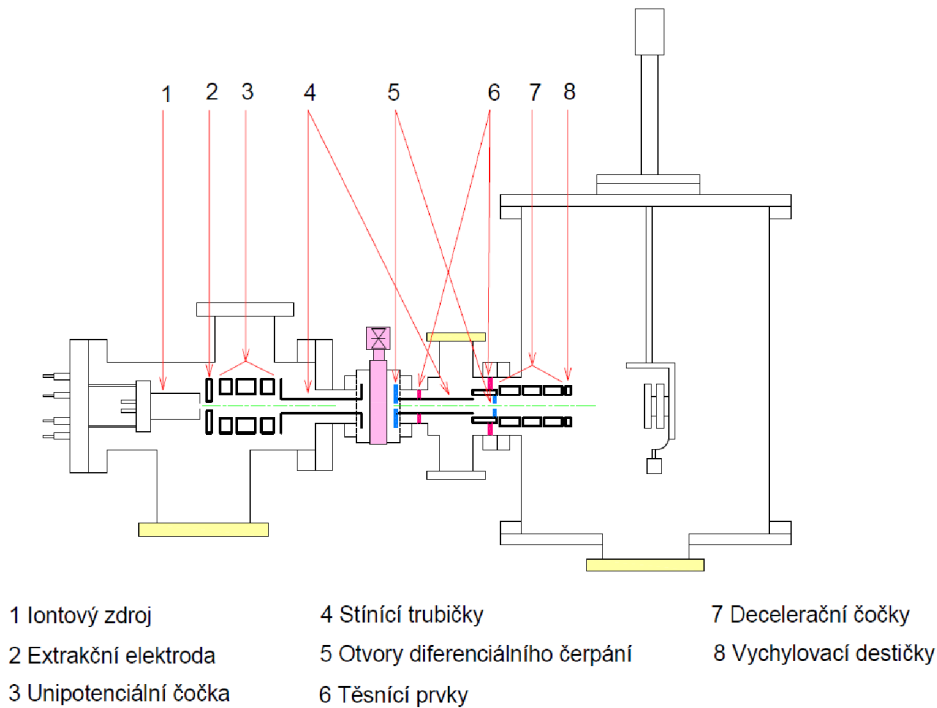 1 2 3 4 5 6 7 8
1 Iontový zdroj
2 Extrakční elektroda
3 Unipotenciální čočka
4 Stínící trubičky
5 Otvory diferenciálního čerpání
6 Těsnící prvky
7 Decelerační čočky
8 Vychylovací destičky